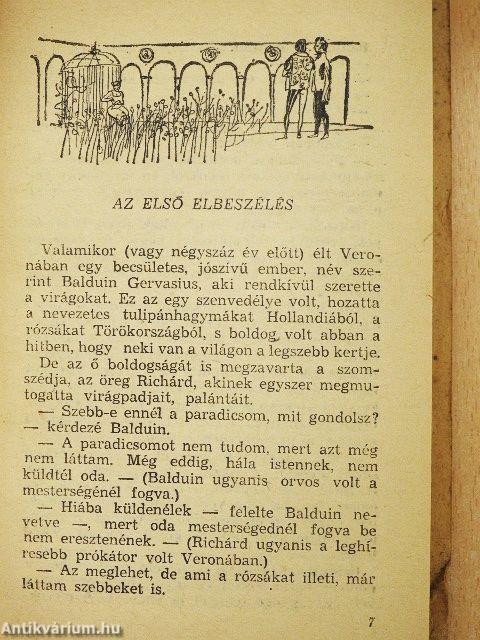 AZ ELSŐ ELBESZÉLÉS
Valamikor (vagy négyszáz év előtt) élt Vero-
nában egy becsületes, jószívű ember, név sze-
rint Balduin Gervasius, aki rendkívül szerette
a virágokat. Ez az egy szenvedélye volt, hozatta
a nevezetes tulipánhagymákat Hollandiából, a
rózsákat Törökországból, s boldog volt abban a
hitben, hogy neki van a világon a legszebb kertje.
De az ő boldogságát is megzavarta a szom-
szédja, az öreg Richárd, akinek egyszer megmu-
togatta virágpadjait, palántáit.
— Szebb-e ennél a paradicsom, mit gondolsz?
— kérdezé Balduin.
— A paradicsomot nem tudom, mert azt még
nem láttam. Még eddig, hála istennek, nem
küldtél oda. — (Balduin ugyanis orvos volt a
mesterségénél fogva.)
— Hiába küldenélek — felelte Balduin ne-
vetve —, mert oda mesterségednél fogva be
nem eresztenének. — (Richárd ugyanis a leghí-
resebb prókátor volt Veronában.)
— Az meglehet, de ami a rózsákat illeti, már
láttam szebbeket is.
7
Antikvárium.hu